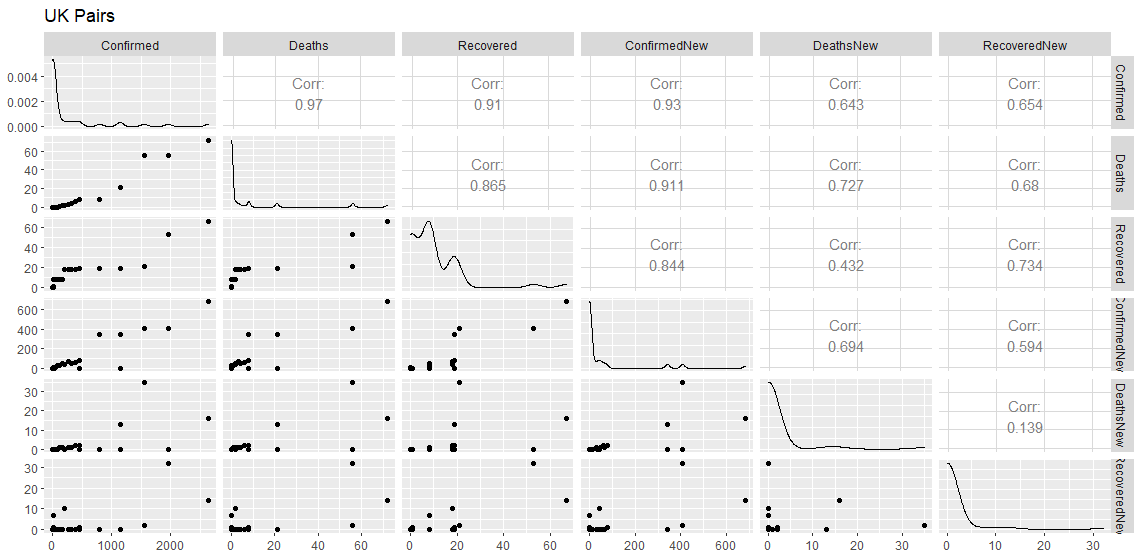 UK Pairs
Confirmed Deaths Recovered ConfirmedNew DeathsNew RecoveredNew
0.004
0.002
0.000
Corr:
0.97
Corr:
0.91
Corr:
0.93
Corr:
0.643
Corr:
0.654
Confirmed
60
40
20
0
Corr:
0.865
Corr:
0.911
Corr:
0.727
Corr:
0.68
Deaths
60
40
20
0
Corr:
0.844
Corr:
0.432
Corr:
0.734
Recovered
600
400
200
0
Corr:
0.694
Corr:
0.594
ConfirmedNew
30
20
10
0
Corr:
0.139
DeathsNew
30
20
10
0
RecoveredNew
0 1000 2000 0 20 40 60 0 20 40 60 0 200 400 600 0 10 20 30 0 10 20 30